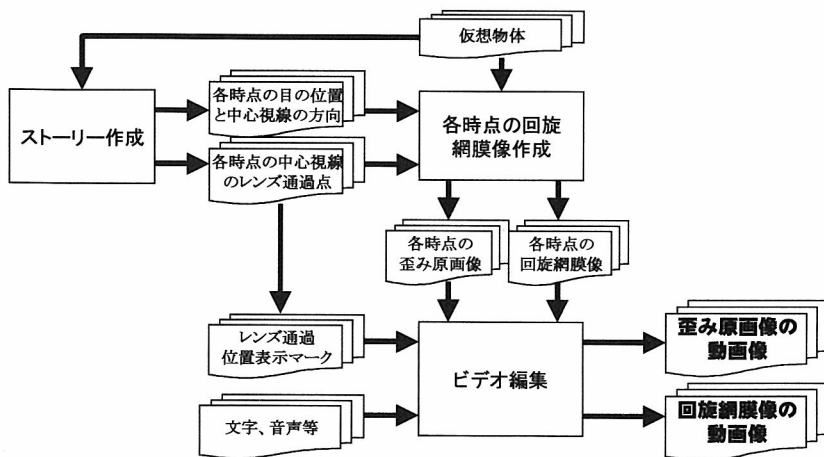 仮想物体
ストーリー作成
各時点の目の位置
と中心視線の方向
各時点の中心視線
のレンズ通過点
各時点の回旋
網膜像作成
各時点の
歪み原画像
各時点の
回旋網膜像
レンズ通過
位置表示マーク
文字、音声等
ビデオ編集
歪み原画像の
動画像
回旋網膜像の
動画像